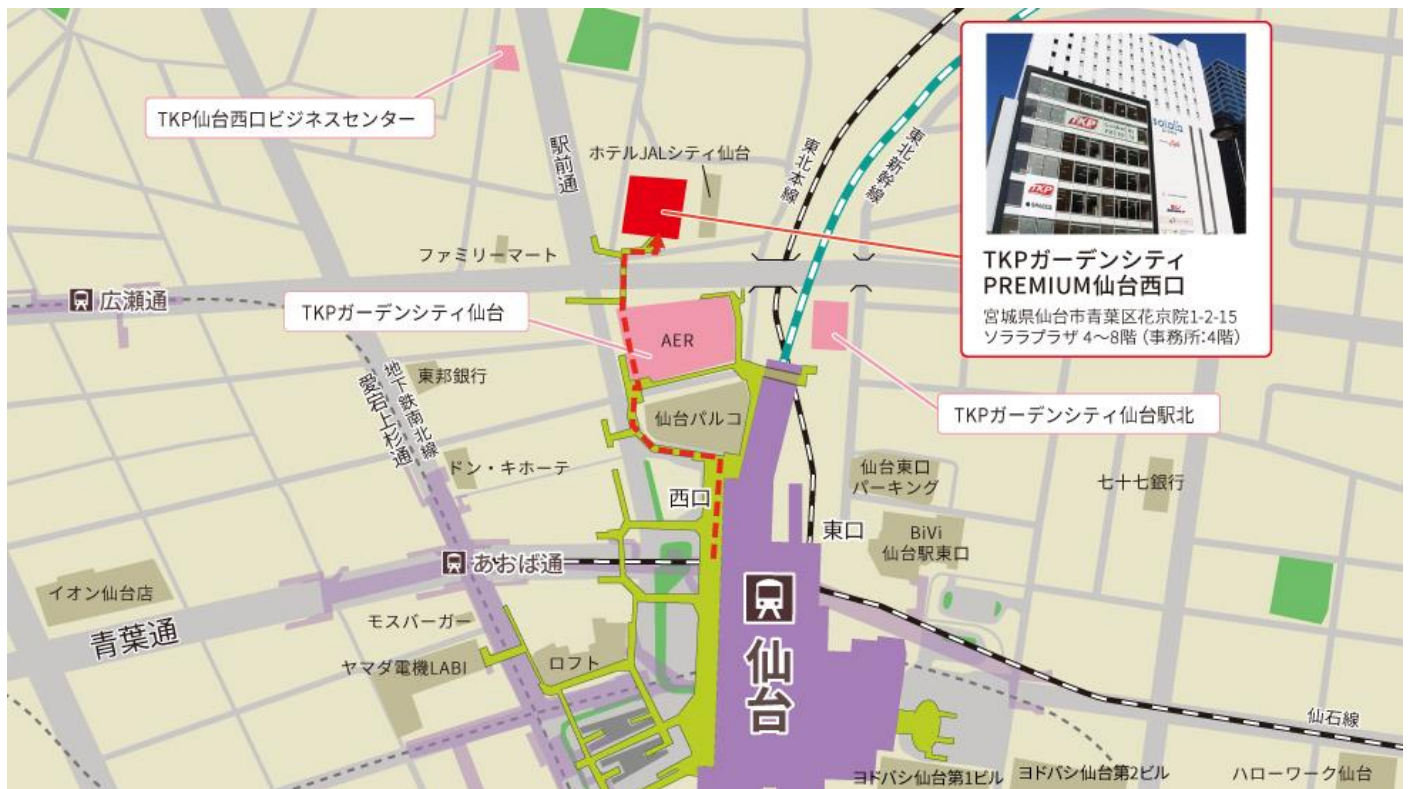 TKP仙台西口ビジネスセンター
駅前通
ホテルJALシティ仙台
東北本線
東北新幹線
TKP
TKP
TKPガーデンシティ
PREMIUM仙台西口
宮城県仙台市青葉区花京院1-2-15
ソララプラザ 4～8階 (事務所:4階)
ファミリーマート
広瀬通
TKPガーデンシティ仙台
AER
東邦銀行
地下鉄南北線
愛宕上杉通
仙台パルコ
TKPガーデンシティ仙台駅北
ドン・キホーテ
西口
東口
仙台東口
パーキング
七十七銀行
BiVi
仙台駅東口
あおば通
イオン仙台店
青葉通
モスバーガー
ヤマダ電機LABI
ロフト
仙台
仙石線
ヨドバシ仙台第1ビル
ヨドバシ仙台第2ビル
ハローワーク仙台